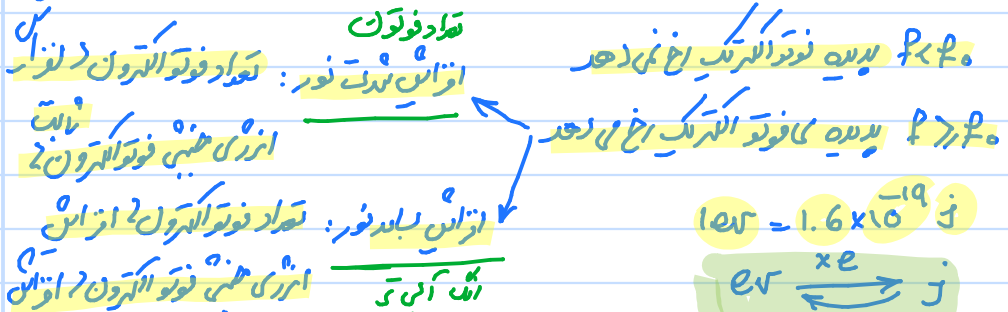 f < f₀ پدیده فوتوالکتریک رخ نمی دهد
f ⩾ f₀ پدیده ی فوتوالکتریک رخ می دهد
تعداد فوتون
افزایش شدت نور: تعداد فوتوالکترون ها افزایش
انرژی جنبشی فوتوالکترون ها ثابت
افزایش بسامد نور: تعداد فوتوالکترون ها افزایش
انرژی جنبشی فوتوالکترون ها افزایش
1ev = 1.6×10⁻¹⁹ j
ev ×e j